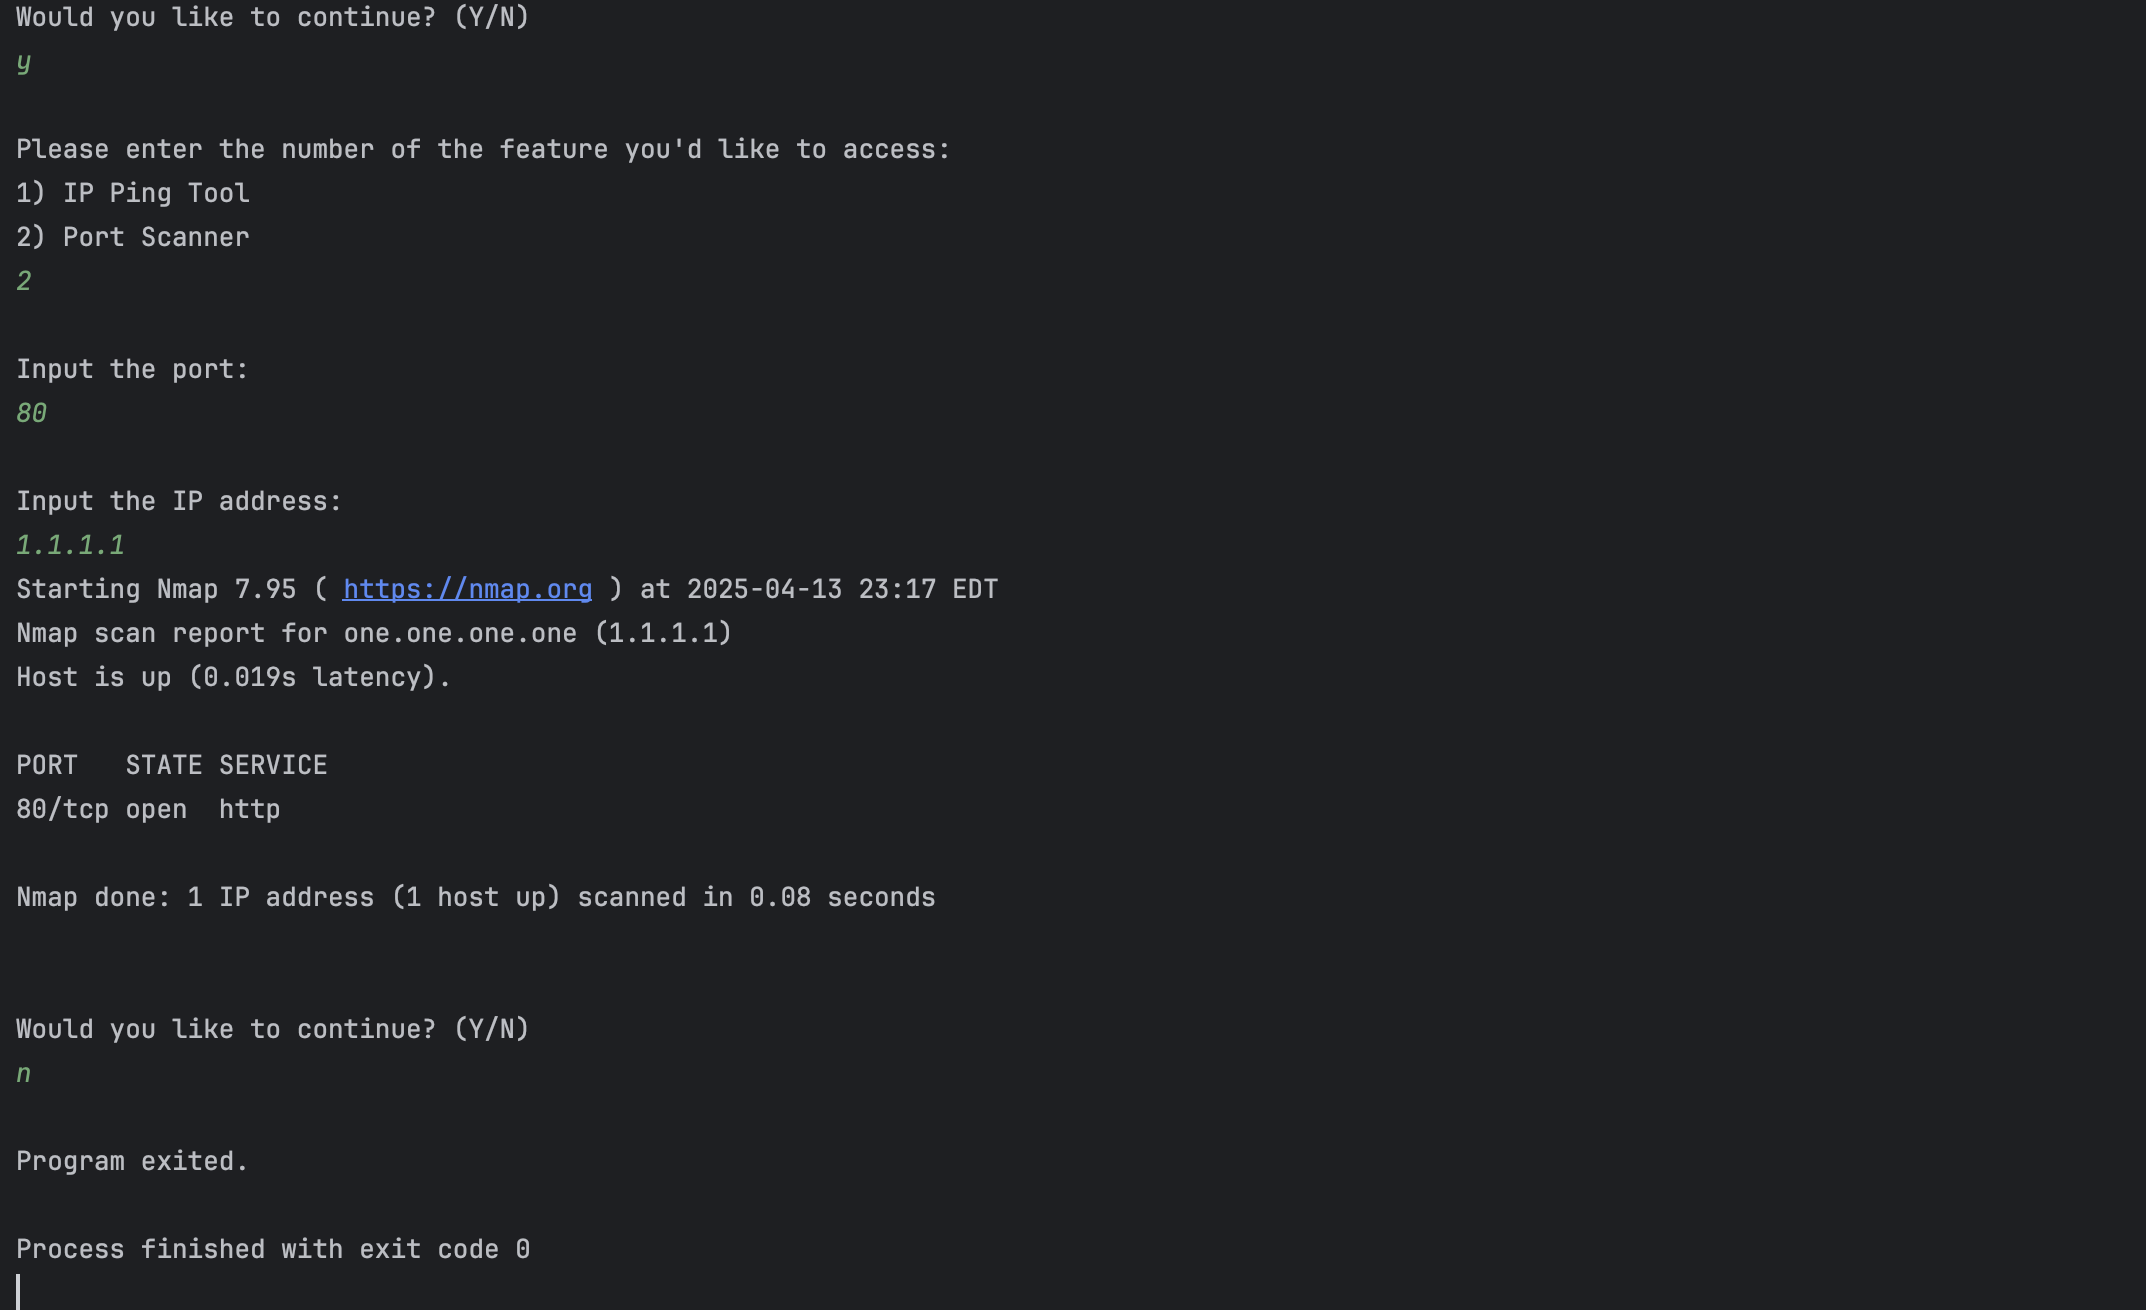 Would you like to continue? (Y/N)
y
Please enter the number of the feature you'd like to access:
1) IP Ping Tool
2) Port Scanner
2
Input the port:
80
Input the IP address:
1.1.1.1
Starting Nmap 7.95 ( https://nmap.org ) at 2025-04-13 23:17 EDT
Nmap scan report for one.one.one.one (1.1.1.1)
Host is up (0.019s latency).
PORT   STATE SERVICE
80/tcp open  http
Nmap done: 1 IP address (1 host up) scanned in 0.08 seconds
Would you like to continue? (Y/N)
n
Program exited.
Process finished with exit code 0